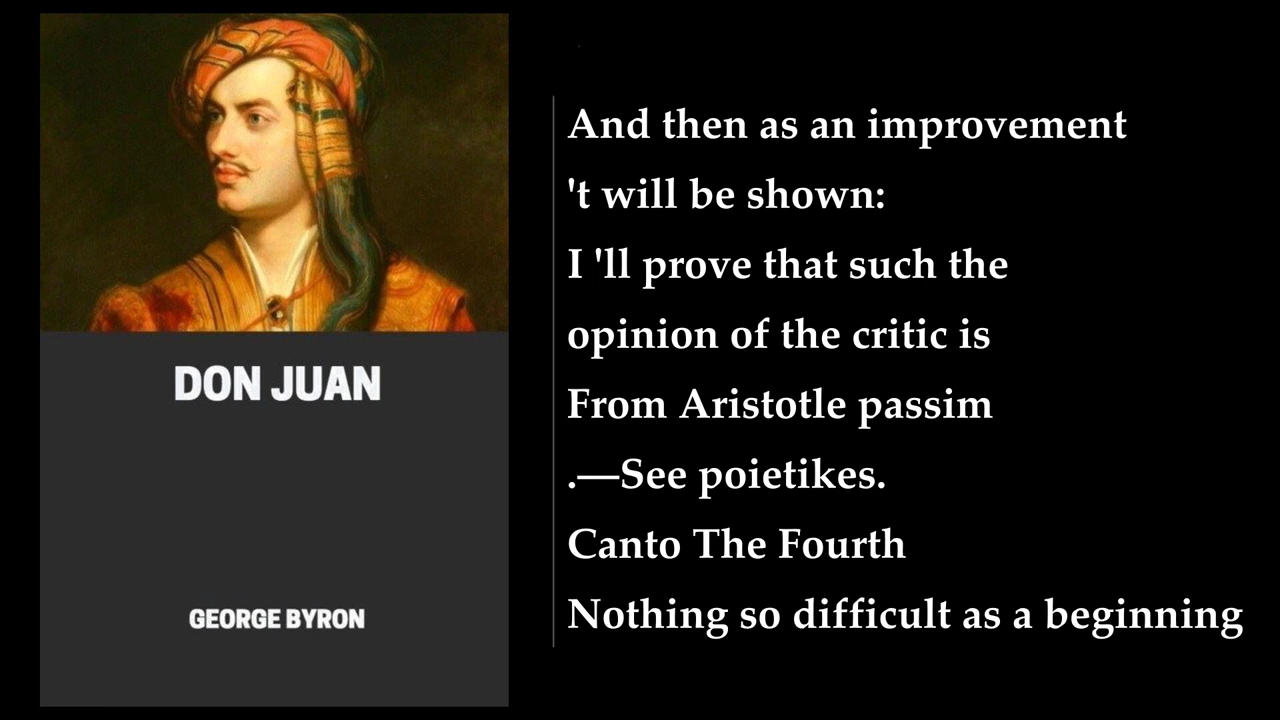 DON JUAN
GEORGE BYRON
And then as an improvement
't will be shown:
I 'll prove that such the
opinion of the critic is
From Aristotle passim
.—See poietikes.
Canto The Fourth
Nothing so difficult as a beginning